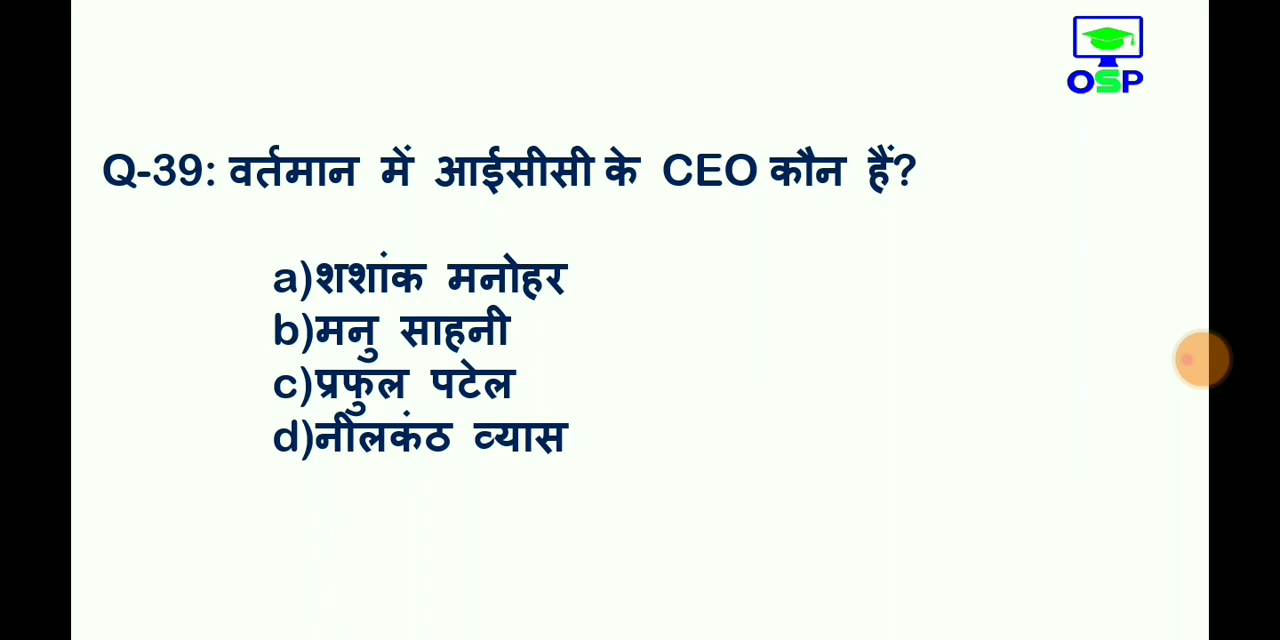 OSP
Q-39: वर्तमान में आईसीसी के CEO कौन हैं?
a)शशांक मनोहर
b)मनु साहनी
c)प्रफुल पटेल
d)नीलकंठ व्यास